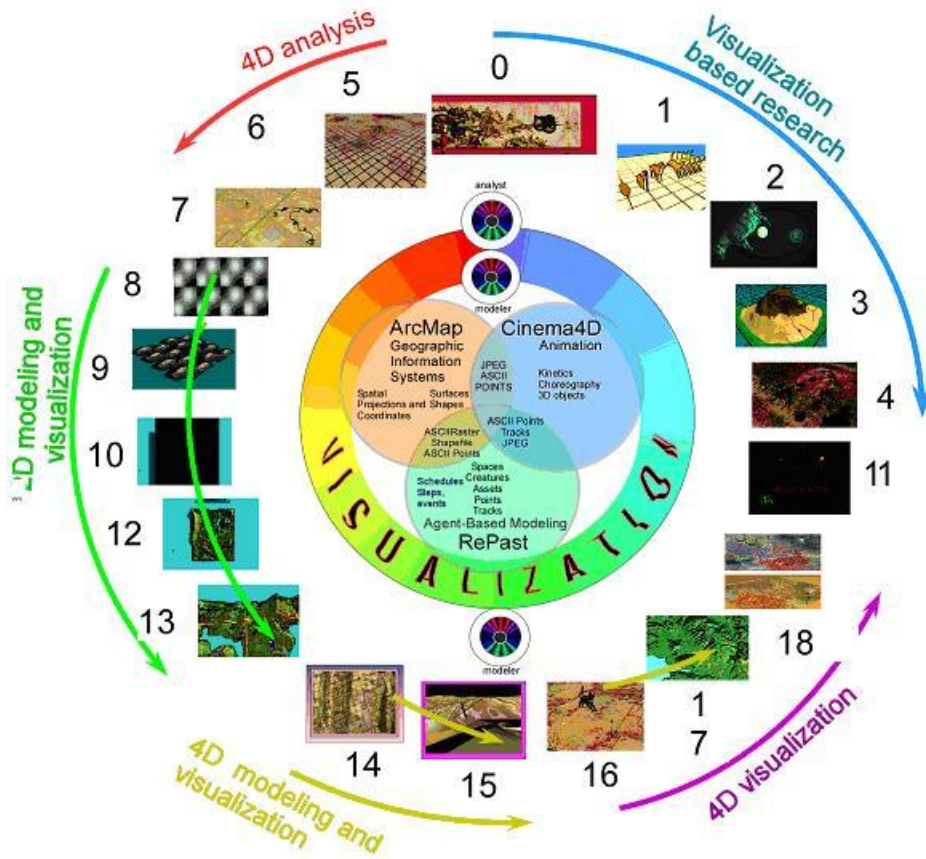 4D analysis
Visualization
based research
0
1
2
3
4
5
6
7
8
9
10
11
12
13
14
15
16
1
7
18
2D modeling and
visualization
4D modeling and
visualization
4D visualization
analyst
modeler
ArcMap
Geographic
Information
Systems
Spatial
Projections and
Coordinates
Surfaces
Shapes
Cinema4D
Animation
Kinetics
Choreography
3D objects
JPEG
ASCII
POINTS
ASCIIRaster
Shapefile
ASCII Points
ASCII Points
Tracks
JPEG
Spaces
Creatures
Assets
Points
Tracks
Schedules
Steps,
events
Agent-Based Modeling
RePast
VISUALIZATION
modeler